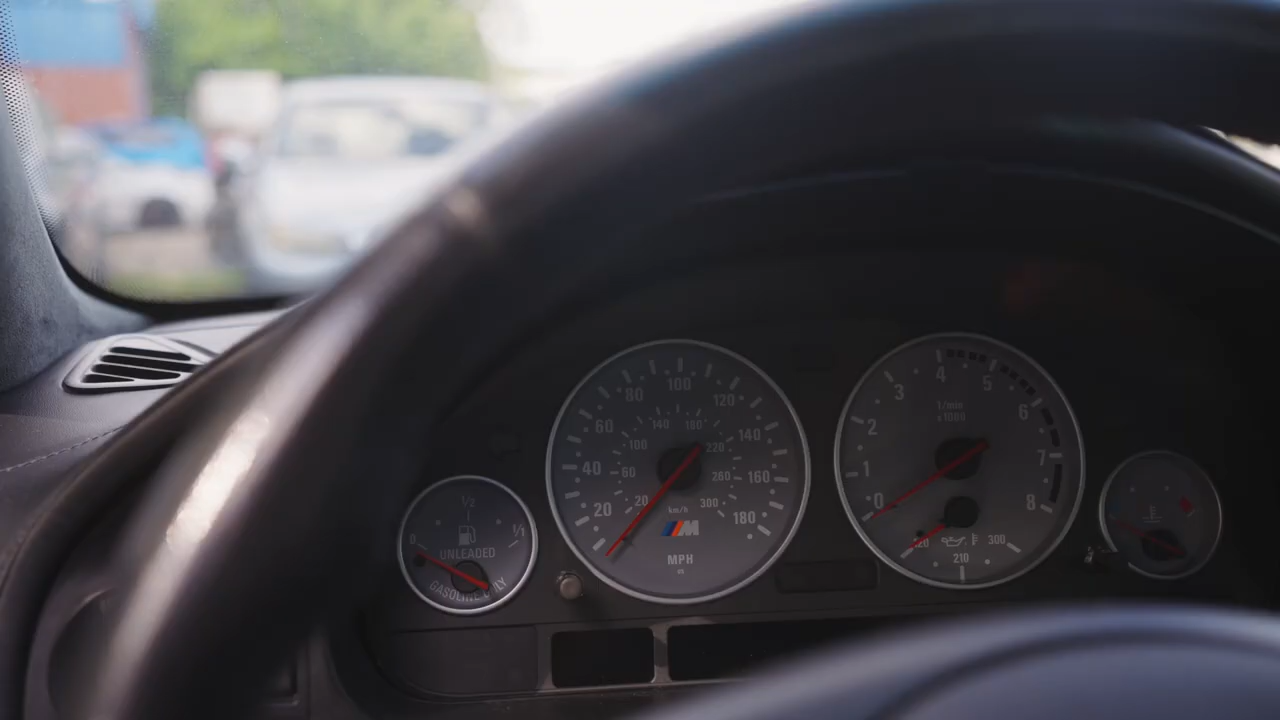 0 1/2 1/1
UNLEADED
GASOLINE
20 40 60 80 100 120 140 160 180
20 60 100 140 180 220 260 300
km/h
M
MPH
0 1 2 3 4 5 6 7 8
1/min
x1000
210 300